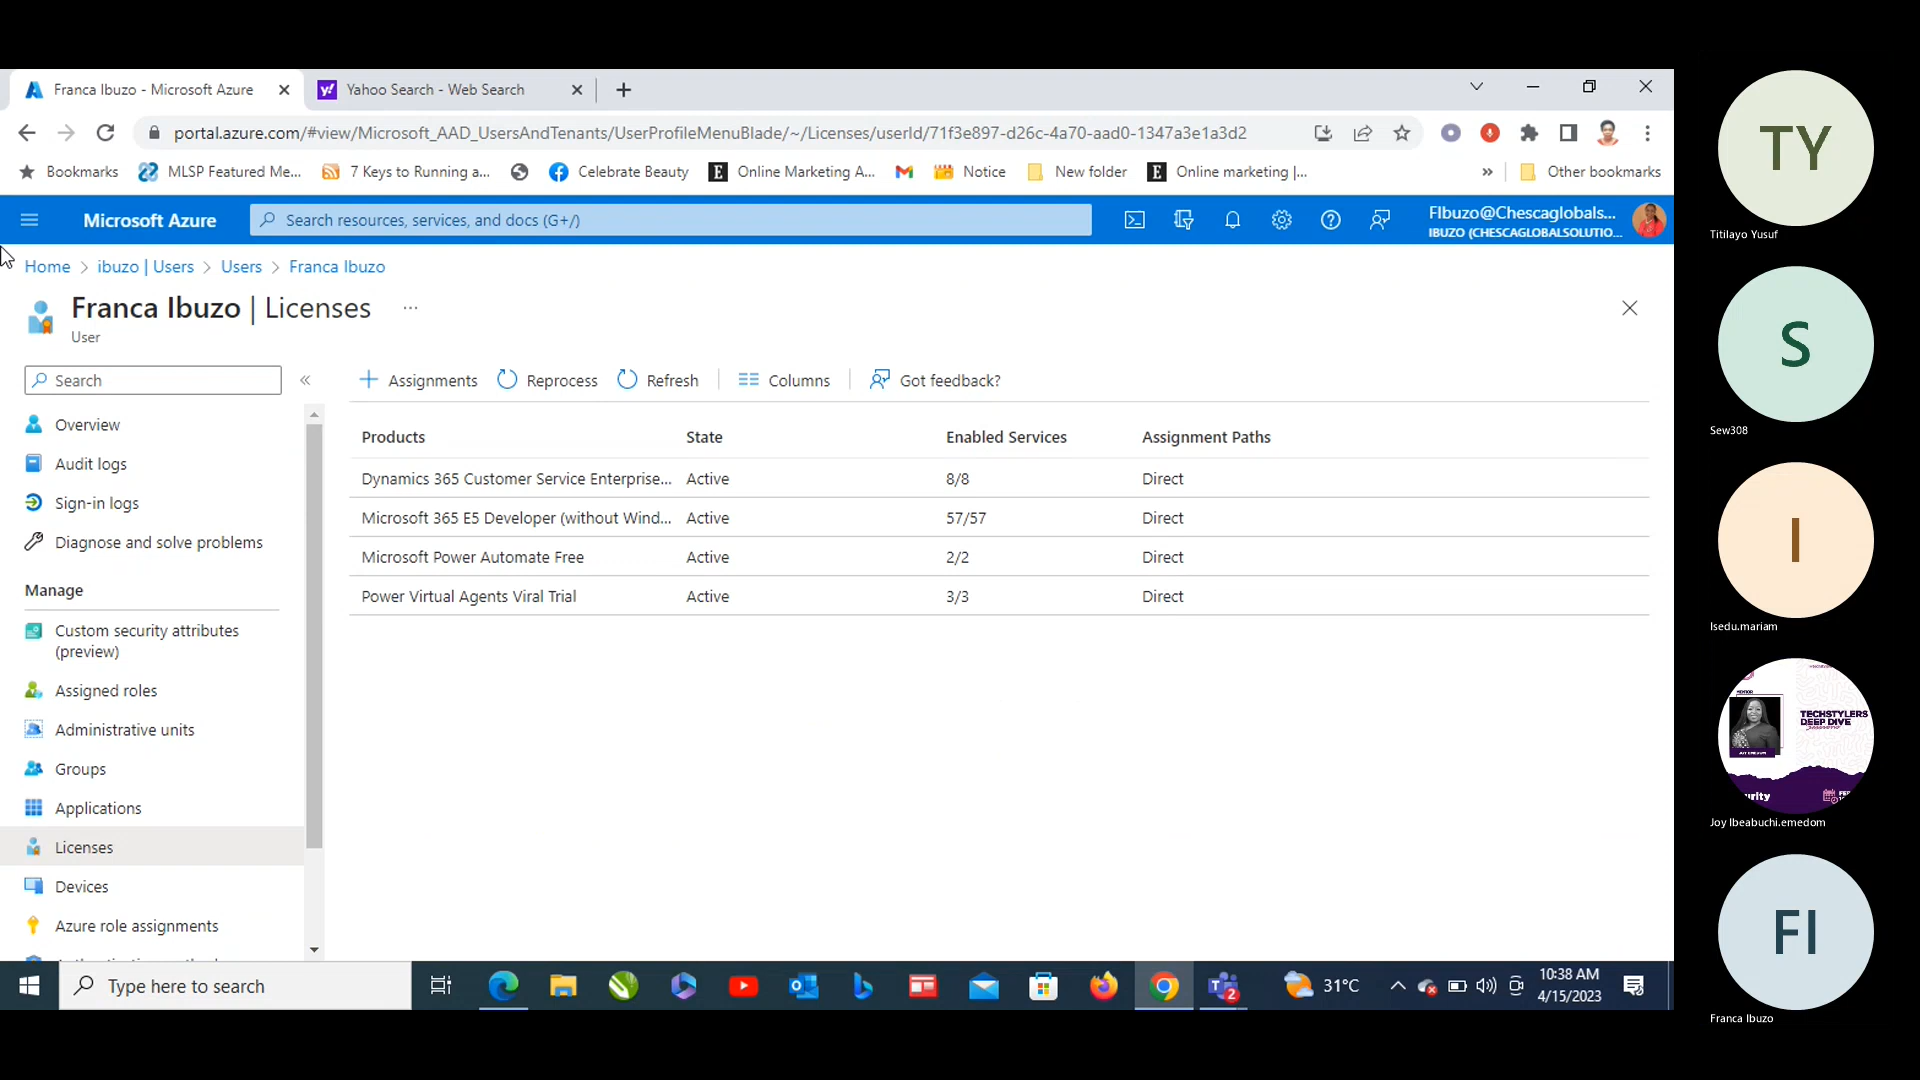 Franca Ibuzo - Microsoft Azure
Yahoo Search - Web Search
portal.azure.com/#view/Microsoft_AAD_UsersAndTenants/UserProfileMenuBlade/~/Licenses/userId/71f3e897-d26c-4a70-aad0-1347a3e1a3d2
Bookmarks
MLSP Featured Me...
7 Keys to Running a...
Celebrate Beauty
Online Marketing A...
Notice
New folder
Online marketing |...
»
Other bookmarks
Microsoft Azure
Search resources, services, and docs (G+/)
FIbuzo@Chescaglobals...
IBUZO (CHESCAGLOBALSOLUTIO...
Home > ibuzo | Users > Users > Franca Ibuzo
Franca Ibuzo | Licenses ...
User
Search
«
Assignments
Reprocess
Refresh
Columns
Got feedback?
Overview
Audit logs
Sign-in logs
Diagnose and solve problems
Manage
Custom security attributes
(preview)
Assigned roles
Administrative units
Groups
Applications
Licenses
Devices
Azure role assignments
Products State Enabled Services Assignment Paths
Dynamics 365 Customer Service Enterprise... Active 8/8 Direct
Microsoft 365 E5 Developer (without Wind... Active 57/57 Direct
Microsoft Power Automate Free Active 2/2 Direct
Power Virtual Agents Viral Trial Active 3/3 Direct
Type here to search
2
31°C
10:38 AM
4/15/2023
TY
Titilayo Yusuf
S
Sew308
I
Isedu.mariam
MENTOR
TECHSTYLERS
DEEP DIVE
JOY EMEDOM
urity
Joy Ibeabuchi.emedom
FI
Franca Ibuzo